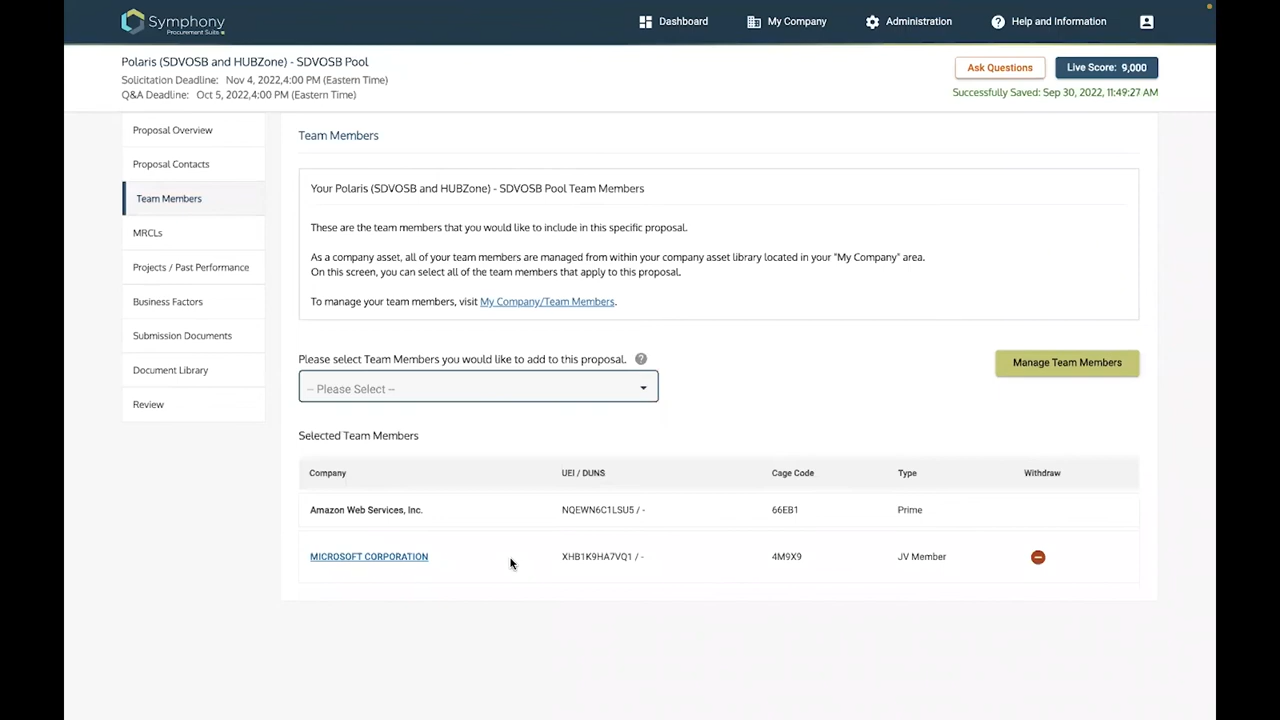 Symphony
Procurement Suite
Dashboard
My Company
Administration
Help and Information
Polaris (SDVOSB and HUBZone) - SDVOSB Pool
Solicitation Deadline: Nov 4, 2022,4:00 PM (Eastern Time)
Q&A Deadline: Oct 5, 2022,4:00 PM (Eastern Time)
Ask Questions
Live Score: 9,000
Successfully Saved: Sep 30, 2022, 11:49:27 AM
Proposal Overview
Proposal Contacts
Team Members
MRCLs
Projects / Past Performance
Business Factors
Submission Documents
Document Library
Review
Team Members
Your Polaris (SDVOSB and HUBZone) - SDVOSB Pool Team Members
These are the team members that you would like to include in this specific proposal.
As a company asset, all of your team members are managed from within your company asset library located in your "My Company" area.
On this screen, you can select all of the team members that apply to this proposal.
To manage your team members, visit My Company/Team Members.
Please select Team Members you would like to add to this proposal. ?
-- Please Select --
Manage Team Members
Selected Team Members
Company UEI / DUNS Cage Code Type Withdraw
Amazon Web Services, Inc. NQEWN6C1LSU5 / - 66EB1 Prime
MICROSOFT CORPORATION XHB1K9HA7VQ1 / - 4M9X9 JV Member